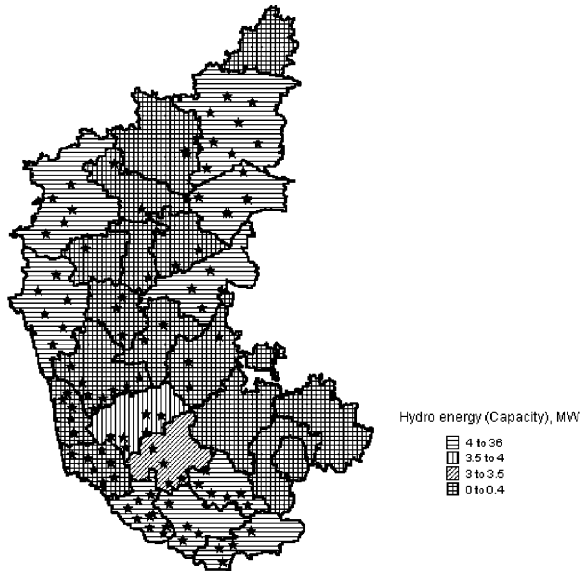 Hydro energy (Capacity), MW
4 to 36
3.5 to 4
3 to 3.5
0 to 0.4